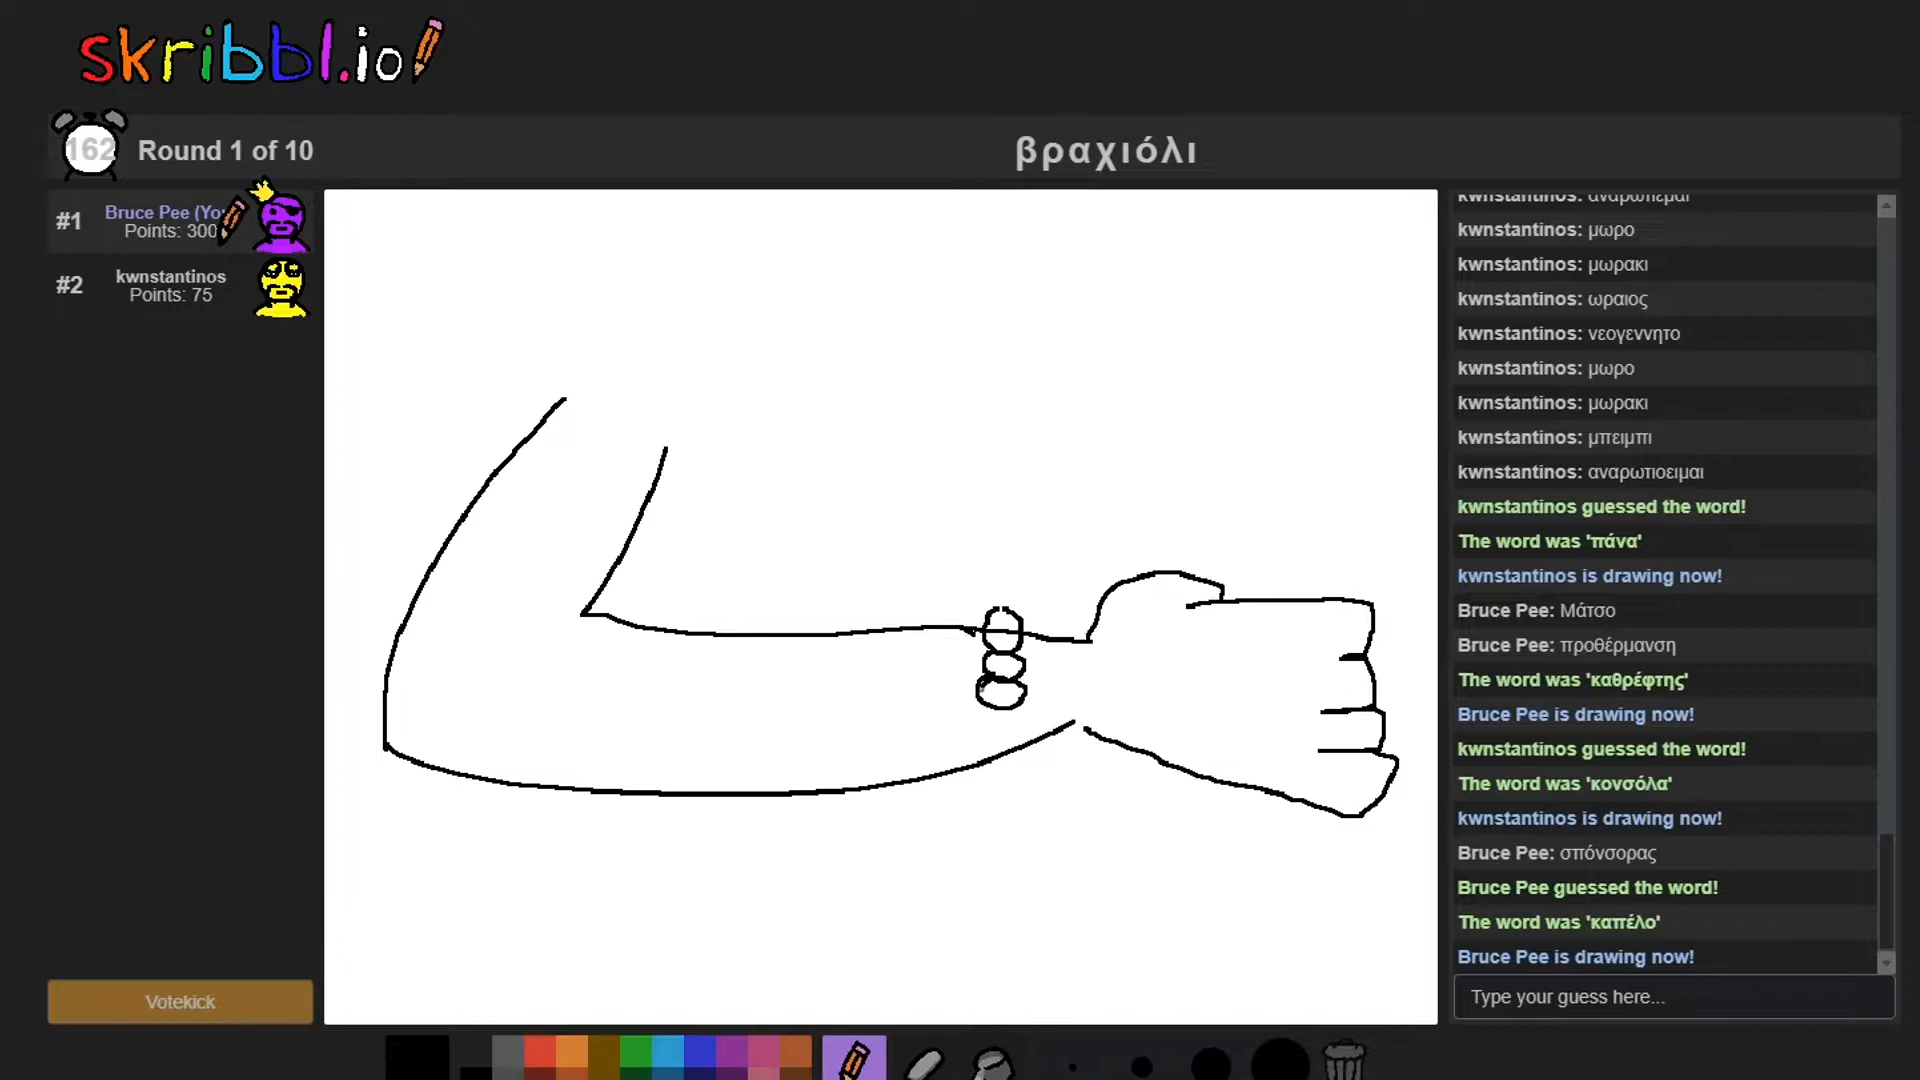 skribbl.io
162
Round 1 of 10
βραχιόλι
#1
Bruce Pee (You
Points: 300
#2
kwnstantinos
Points: 75
kwnstantinos: αναρωτιεμαι
kwnstantinos: μωρο
kwnstantinos: μωρακι
kwnstantinos: ωραιος
kwnstantinos: νεογεννητο
kwnstantinos: μωρο
kwnstantinos: μωρακι
kwnstantinos: μπειμπι
kwnstantinos: αναρωτιοειμαι
kwnstantinos guessed the word!
The word was 'πάνα'
kwnstantinos is drawing now!
Bruce Pee: Μάτσο
Bruce Pee: προθέρμανση
The word was 'καθρέφτης'
Bruce Pee is drawing now!
kwnstantinos guessed the word!
The word was 'κονσόλα'
kwnstantinos is drawing now!
Bruce Pee: σπόνσορας
Bruce Pee guessed the word!
The word was 'καπέλο'
Bruce Pee is drawing now!
Type your guess here...
Votekick